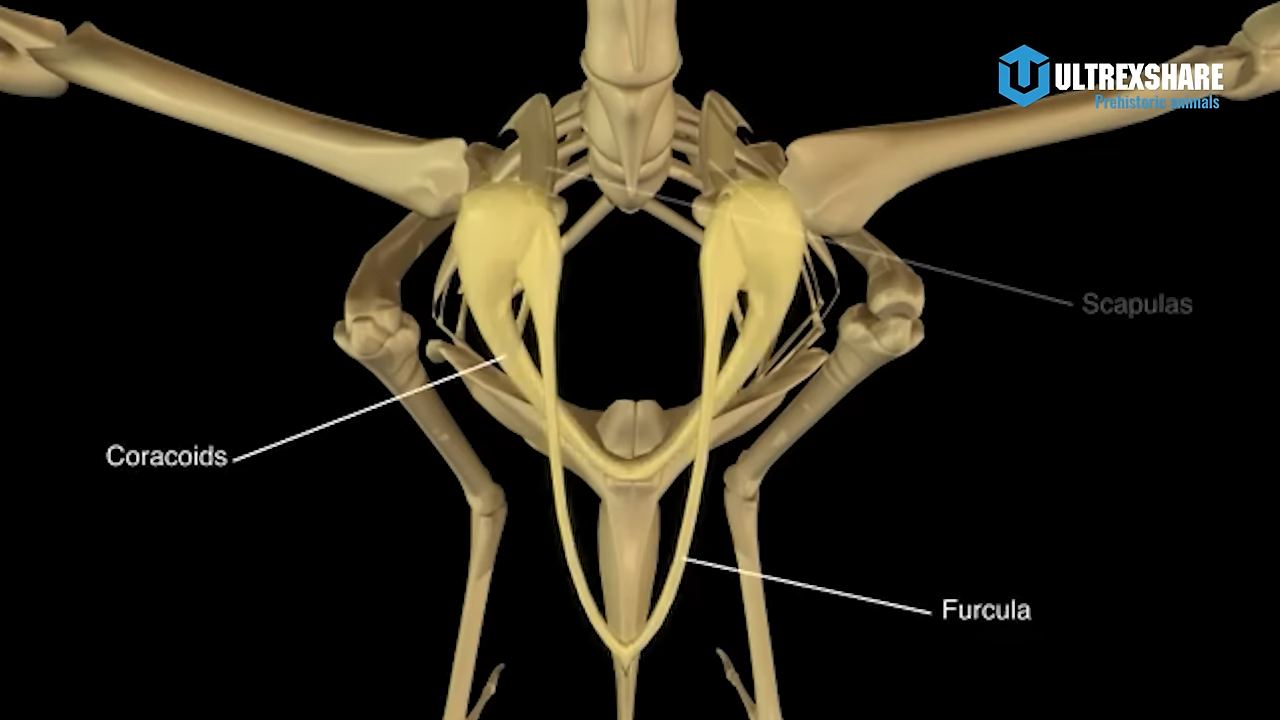 ULTREXSHARE
Prehistoric animals
Scapulas
Coracoids
Furcula